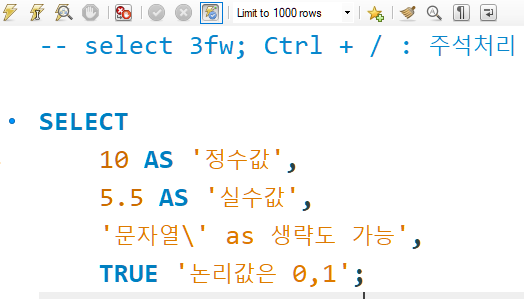 Limit to 1000 rows
-- select 3fw; Ctrl + / : 주석처리
SELECT
10 AS '정수값',
5.5 AS '실수값',
'문자열\' as 생략도 가능',
TRUE '논리값은 0,1';